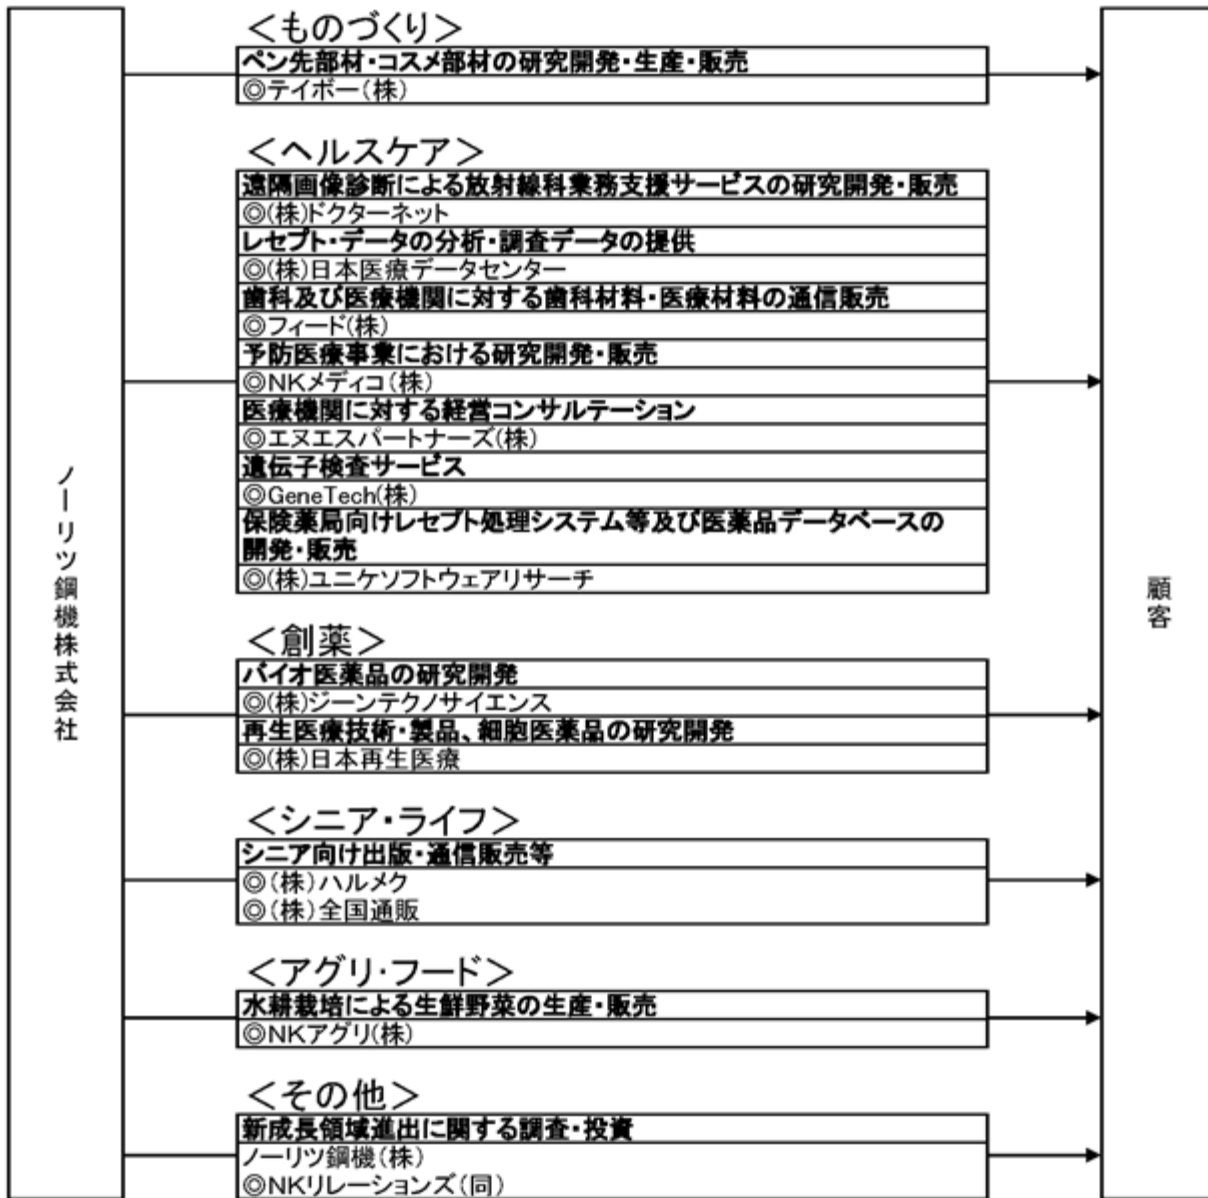 ノーリツ鋼機株式会社
＜ものづくり＞
ペン先部材・コスメ部材の研究開発・生産・販売
◎テイボー(株)
＜ヘルスケア＞
遠隔画像診断による放射線科業務支援サービスの研究開発・販売
◎(株)ドクターネット
レセプト・データの分析・調査データの提供
◎(株)日本医療データセンター
歯科及び医療機関に対する歯科材料・医療材料の通信販売
◎フィード(株)
予防医療事業における研究開発・販売
◎NKメディコ(株)
医療機関に対する経営コンサルテーション
◎エヌエスパートナーズ(株)
遺伝子検査サービス
◎GeneTech(株)
保険薬局向けレセプト処理システム等及び医薬品データベースの
開発・販売
◎(株)ユニケソフトウェアリサーチ
＜創薬＞
バイオ医薬品の研究開発
◎(株)ジーンテクノサイエンス
再生医療技術・製品、細胞医薬品の研究開発
◎(株)日本再生医療
＜シニア・ライフ＞
シニア向け出版・通信販売等
◎(株)ハルメク
◎(株)全国通販
＜アグリ・フード＞
水耕栽培による生鮮野菜の生産・販売
◎NKアグリ(株)
＜その他＞
新成長領域進出に関する調査・投資
ノーリツ鋼機(株)
◎NKリレーションズ(同)
顧客